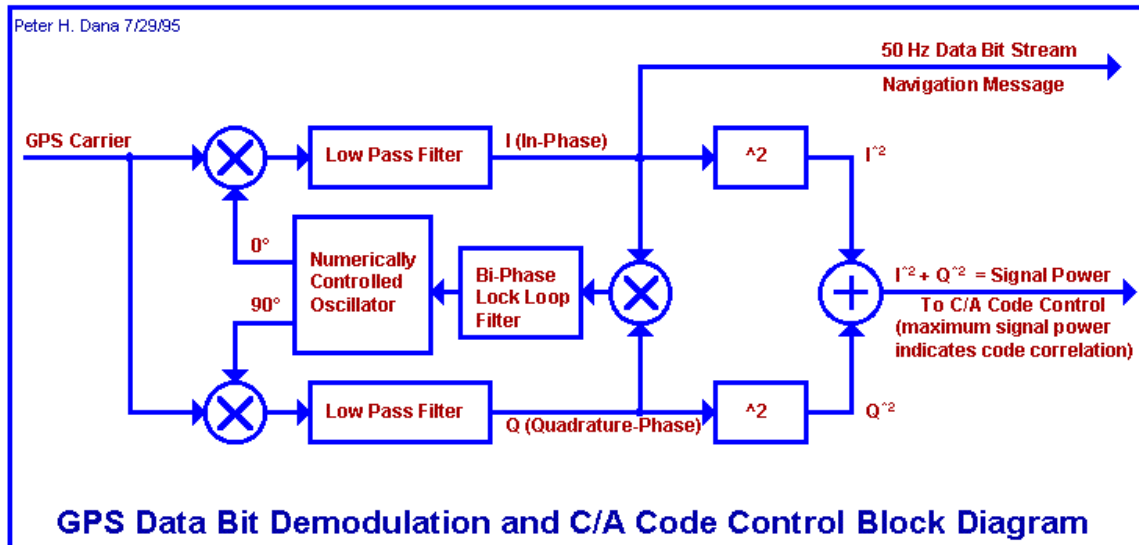 Peter H. Dana 7/29/95
50 Hz Data Bit Stream
Navigation Message
GPS Carrier
Low Pass Filter
I (In-Phase)
^2
I^2
0°
90°
Numerically
Controlled
Oscillator
Bi-Phase
Lock Loop
Filter
I^2 + Q^2 = Signal Power
To C/A Code Control
(maximum signal power
indicates code correlation)
Low Pass Filter
Q (Quadrature-Phase)
^2
Q^2
GPS Data Bit Demodulation and C/A Code Control Block Diagram